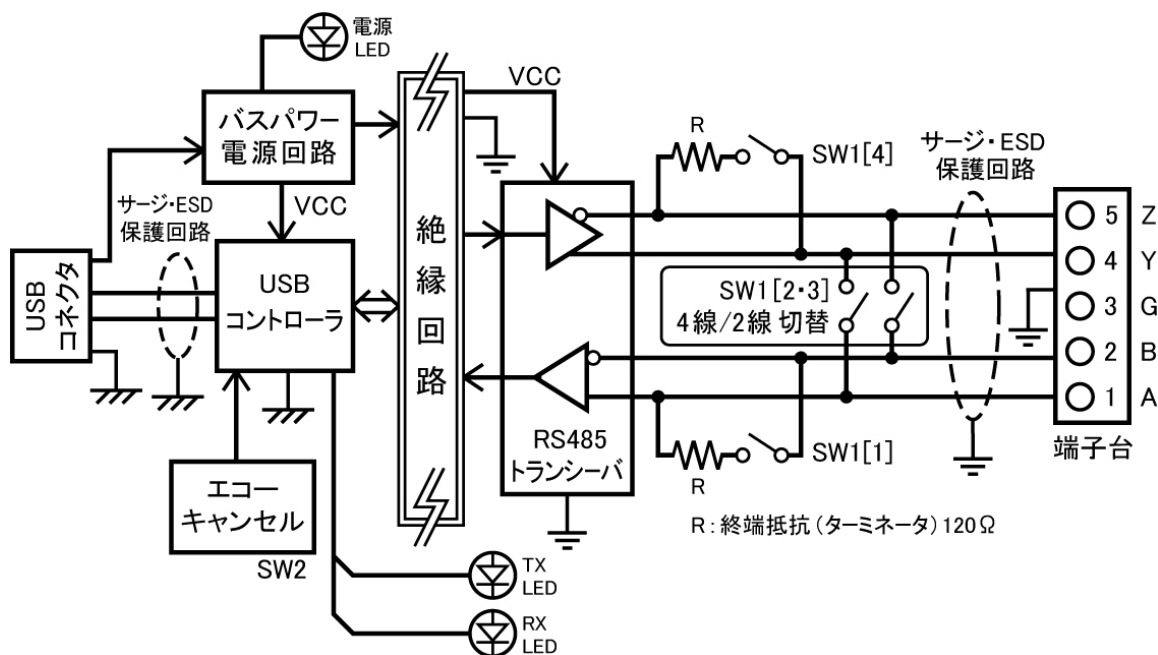 電源
LED
バスパワー
電源回路
VCC
サージ・ESD
保護回路
USB
コネクタ
USB
コントローラ
エコー
キャンセル
SW2
TX
LED
RX
LED
絶縁回路
VCC
RS485
トランシーバ
R
SW1[4]
SW1[2・3]
4線/2線 切替
SW1[1]
R
R:終端抵抗(ターミネータ)120Ω
サージ・ESD
保護回路
5 Z
4 Y
3 G
2 B
1 A
端子台